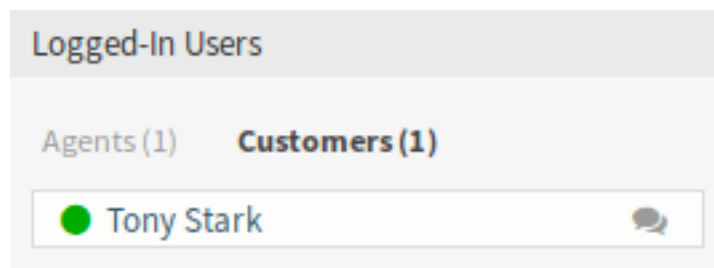 Logged-In Users
Agents (1) Customers (1)
Tony Stark